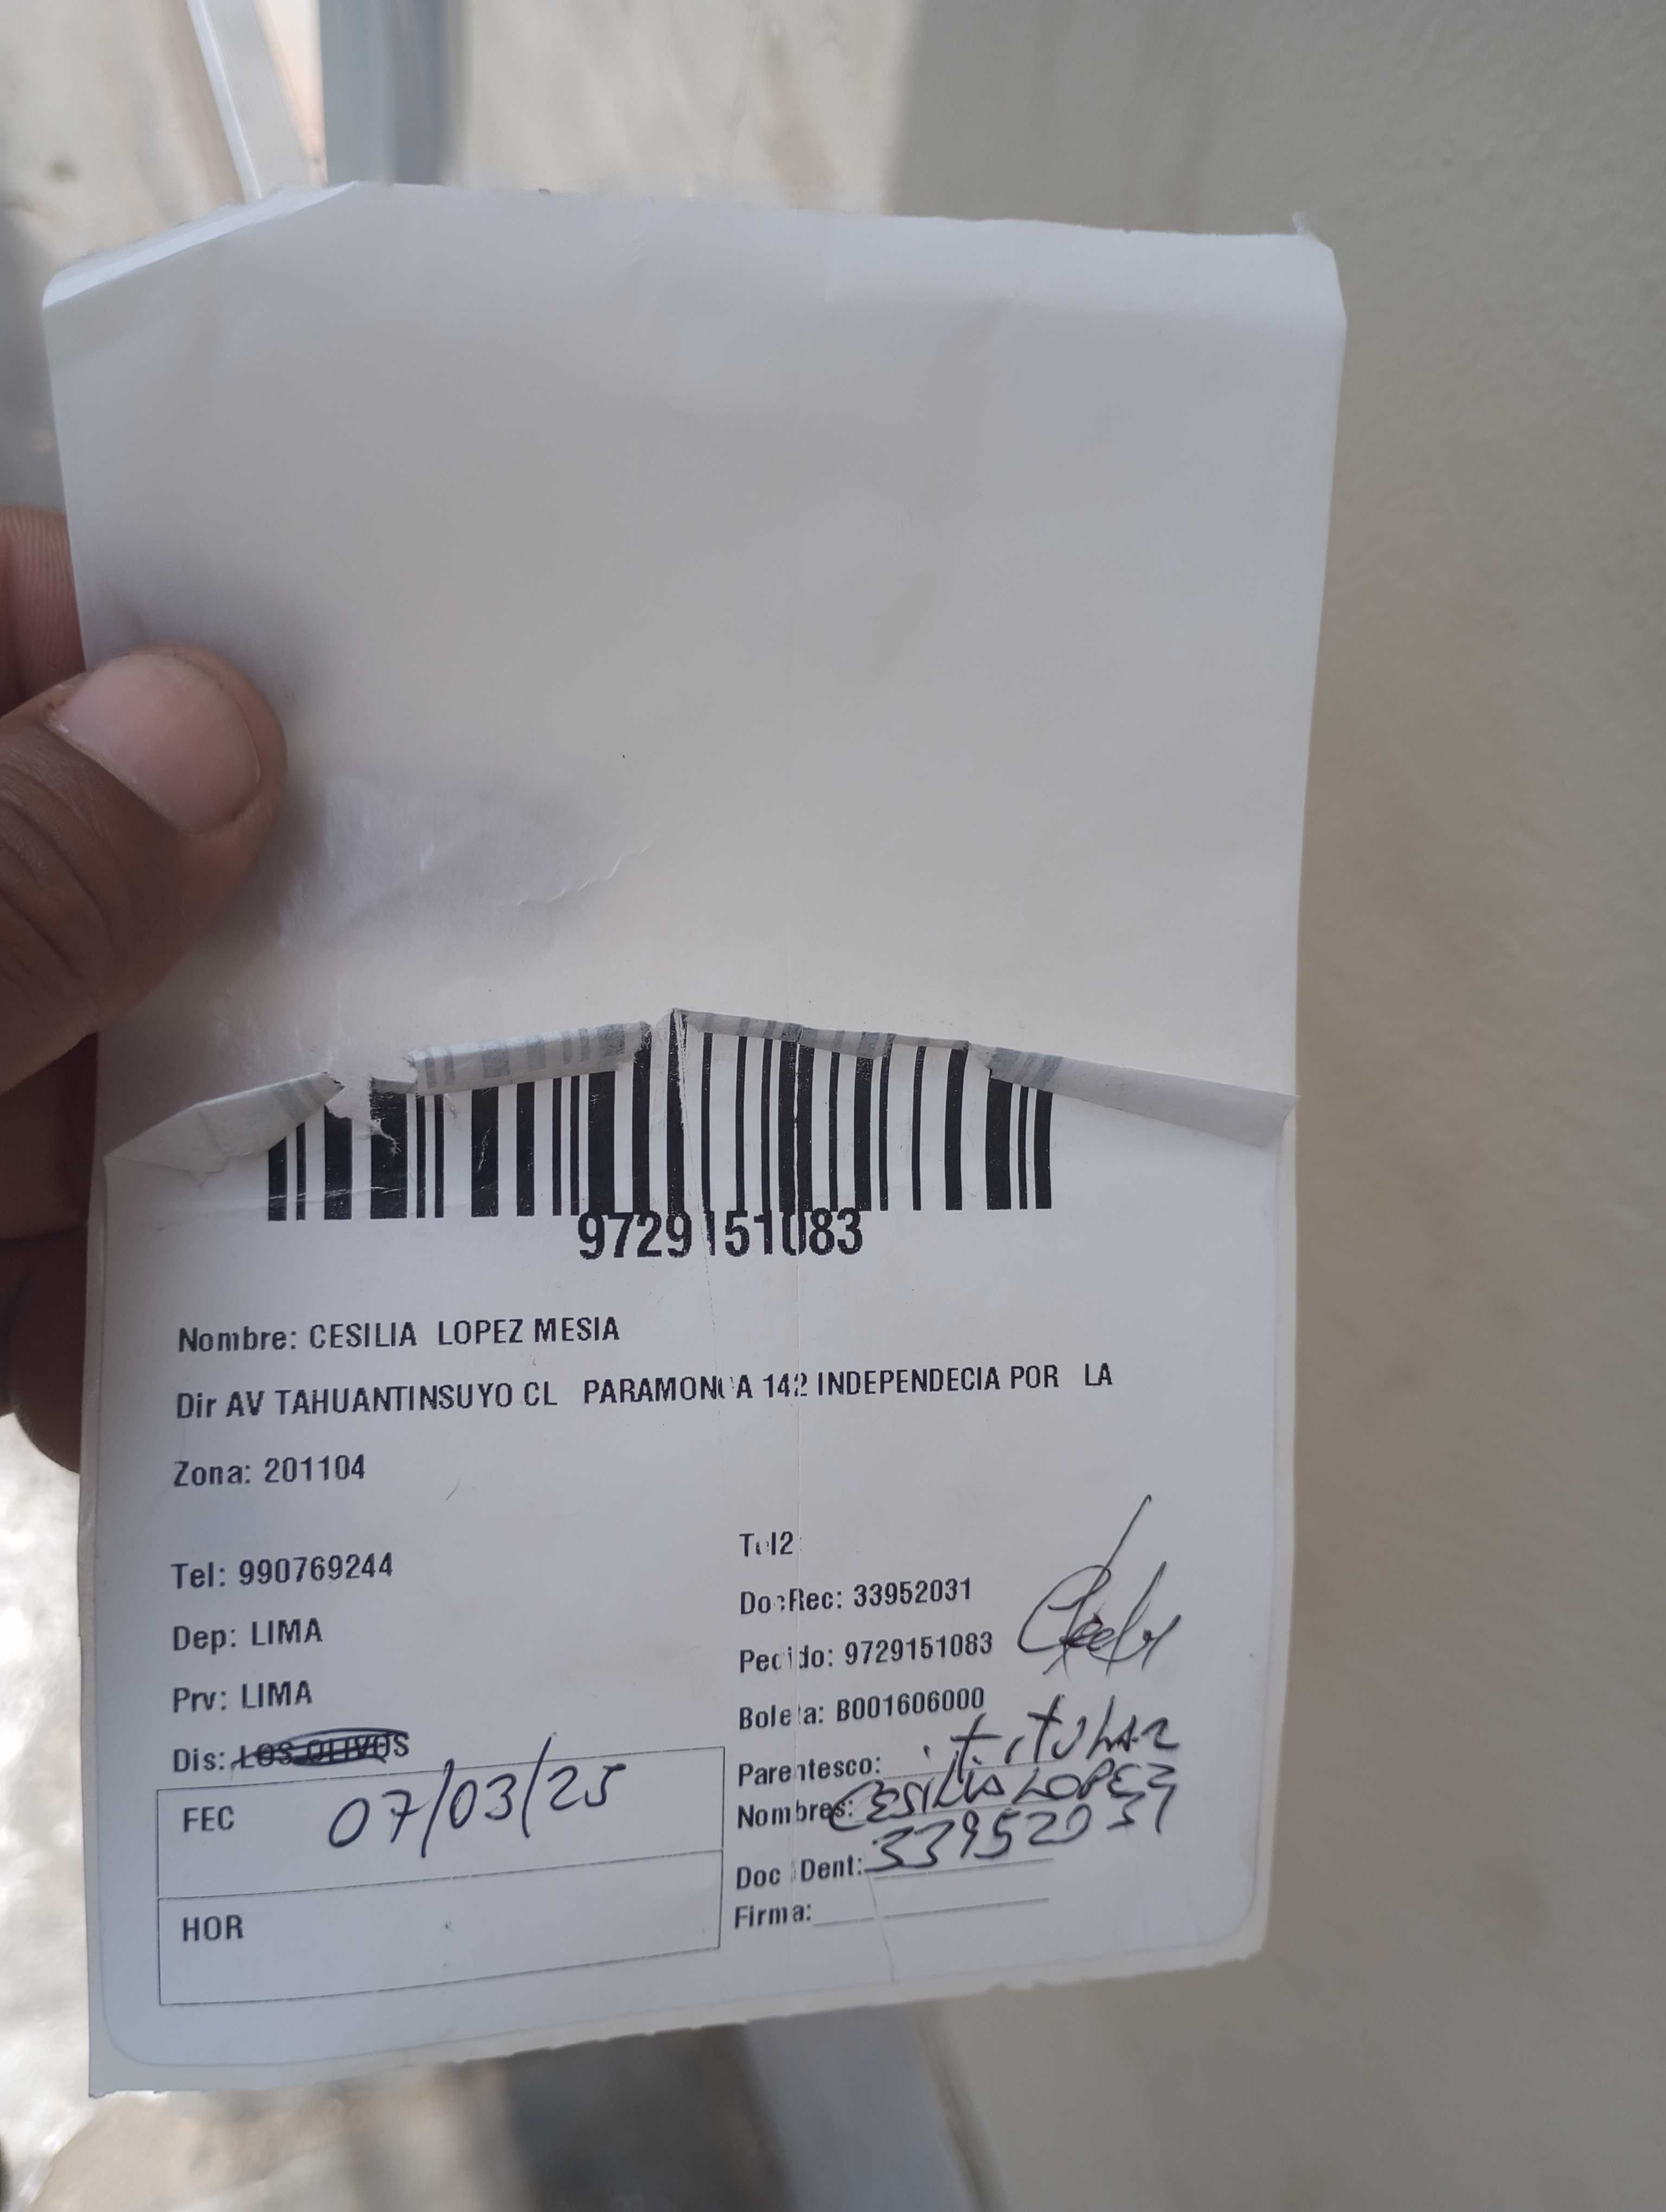 9729151083
Nombre: CESILIA LOPEZ MESIA
Dir AV TAHUANTINSUYO CL PARAMONGA 142 INDEPENDECIA POR LA
Zona: 201104
Tel: 990769244
Dep: LIMA
Prv: LIMA
Dis: LOS OLIVOS
Tel2:
DocRec: 33952031
Pedido: 9729151083
Boleta: B001606000
Parentesco: titular
Nombres: CESILIA LOPEZ
Doc Dent: 33952031
Firma:
FEC 07/03/25
HOR